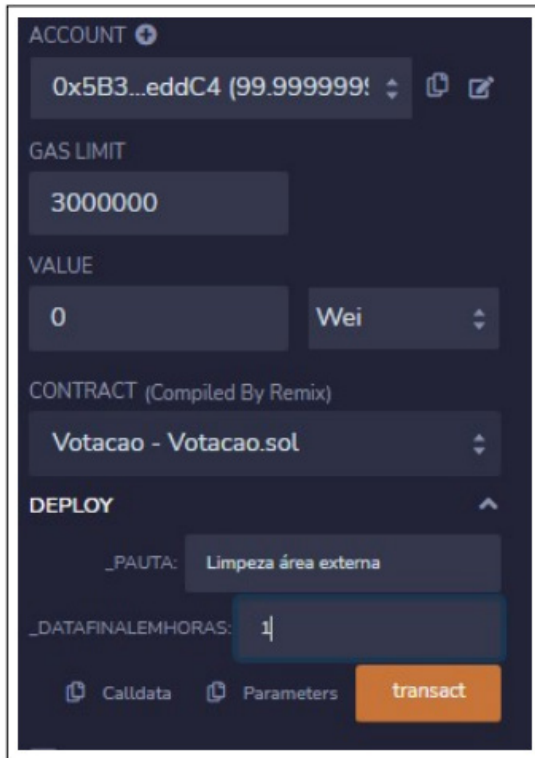 ACCOUNT
0x5B3...eddC4 (99.9999999
GAS LIMIT
3000000
VALUE
0 Wei
CONTRACT (Compiled By Remix)
Votacao - Votacao.sol
DEPLOY
_PAUTA: Limpeza área externa
_DATAFINALEMHORAS: 1
Calldata Parameters transact